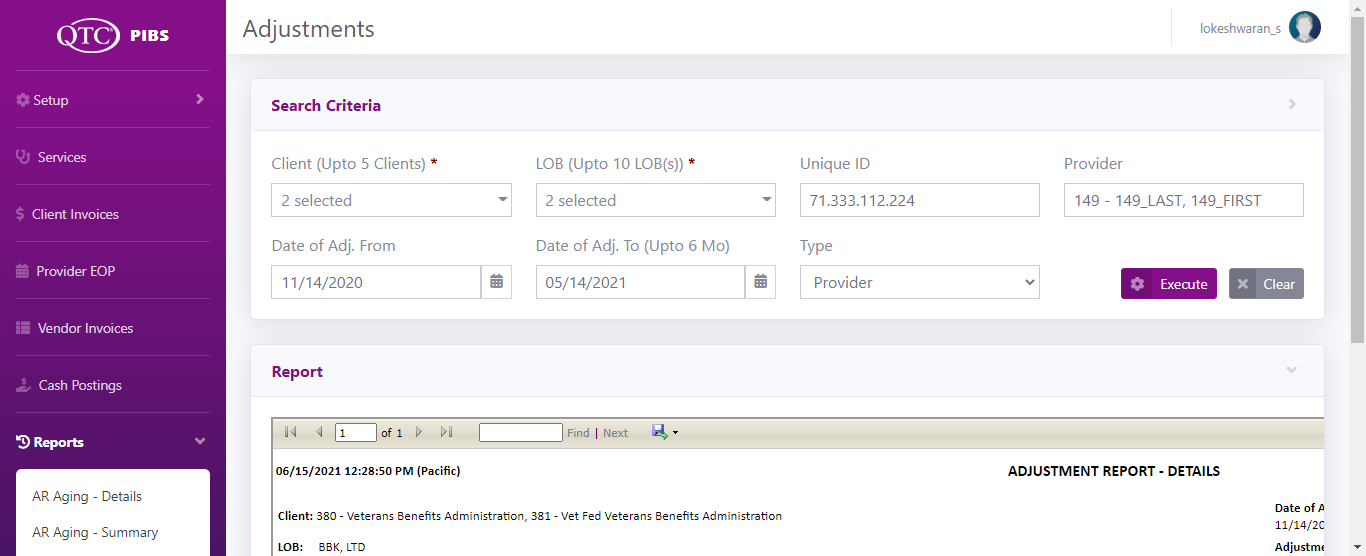 QTC PIBS
Adjustments
lokeshwaran_s
Setup
Services
Client Invoices
Provider EOP
Vendor Invoices
Cash Postings
Reports
AR Aging - Details
AR Aging - Summary
Search Criteria
Client (Upto 5 Clients) *
LOB (Upto 10 LOB(s)) *
Unique ID
Provider
2 selected
2 selected
71.333.112.224
149 - 149_LAST, 149_FIRST
Date of Adj. From
Date of Adj. To (Upto 6 Mo)
Type
11/14/2020
05/14/2021
Provider
Execute
Clear
Report
1 of 1
Find | Next
06/15/2021 12:28:50 PM (Pacific)
ADJUSTMENT REPORT - DETAILS
Client: 380 - Veterans Benefits Administration, 381 - Vet Fed Veterans Benefits Administration
Date of A
11/14/20
LOB: BBK, LTD
Adjustme